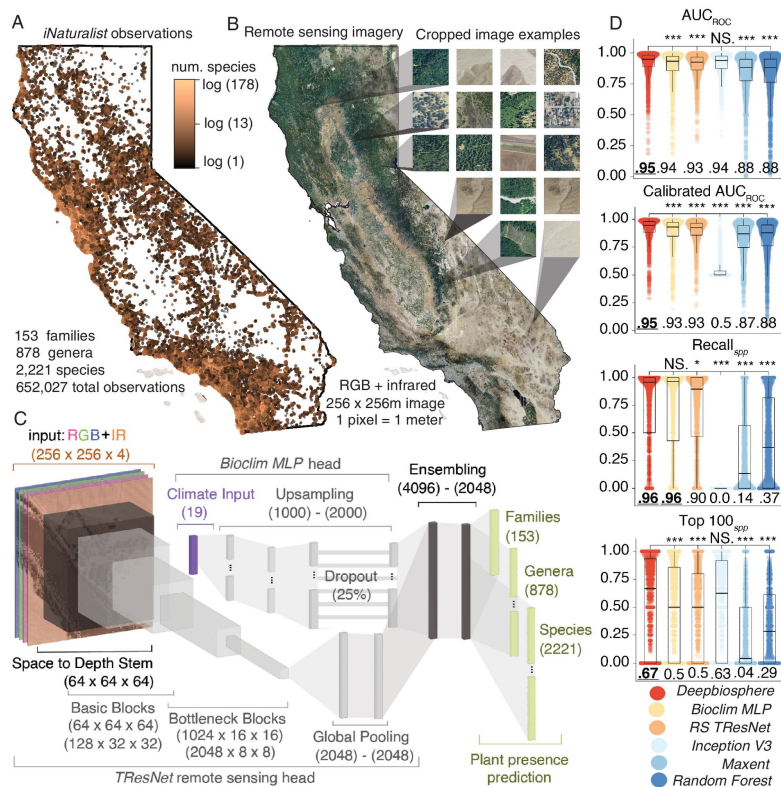 A
iNaturalist observations
num. species
log (178)
log (13)
log (1)
153 families
878 genera
2,221 species
652,027 total observations
B
Remote sensing imagery
Cropped image examples
RGB + infrared
256 x 256m image
1 pixel = 1 meter
C
input: RGB+IR
(256 x 256 x 4)
Bioclim MLP head
Climate Input
(19)
Upsampling
(1000) - (2000)
Dropout
(25%)
Ensembling
(4096) - (2048)
Families
(153)
Genera
(878)
Species
(2221)
Space to Depth Stem
(64 x 64 x 64)
Basic Blocks
(64 x 64 x 64)
(128 x 32 x 32)
Bottleneck Blocks
(1024 x 16 x 16)
(2048 x 8 x 8)
Global Pooling
(2048) - (2048)
TResNet remote sensing head
Plant presence
prediction
D
AUCROC
*** *** NS. *** ***
1.00
0.75
0.50
0.25
0.00
.95 .94 .93 .94 .88 .88
Calibrated AUCROC
*** *** *** *** ***
1.00
0.75
0.50
0.25
0.00
.95 .93 .93 0.5 .87 .88
Recallspp
NS. * *** *** ***
1.00
0.75
0.50
0.25
0.00
.96 .96 .90 0.0 .14 .37
Top 100spp
*** *** NS. *** ***
1.00
0.75
0.50
0.25
0.00
.67 0.5 0.5 .63 .04 .29
Deepbiosphere
Bioclim MLP
RS TResNet
Inception V3
Maxent
Random Forest